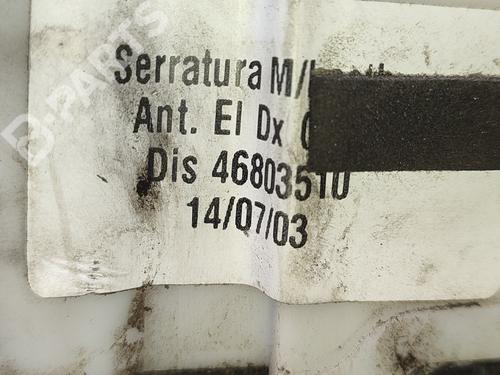 B-PARTS
Serratura
Ant. El Dx
Dis 46803510
14/07/03